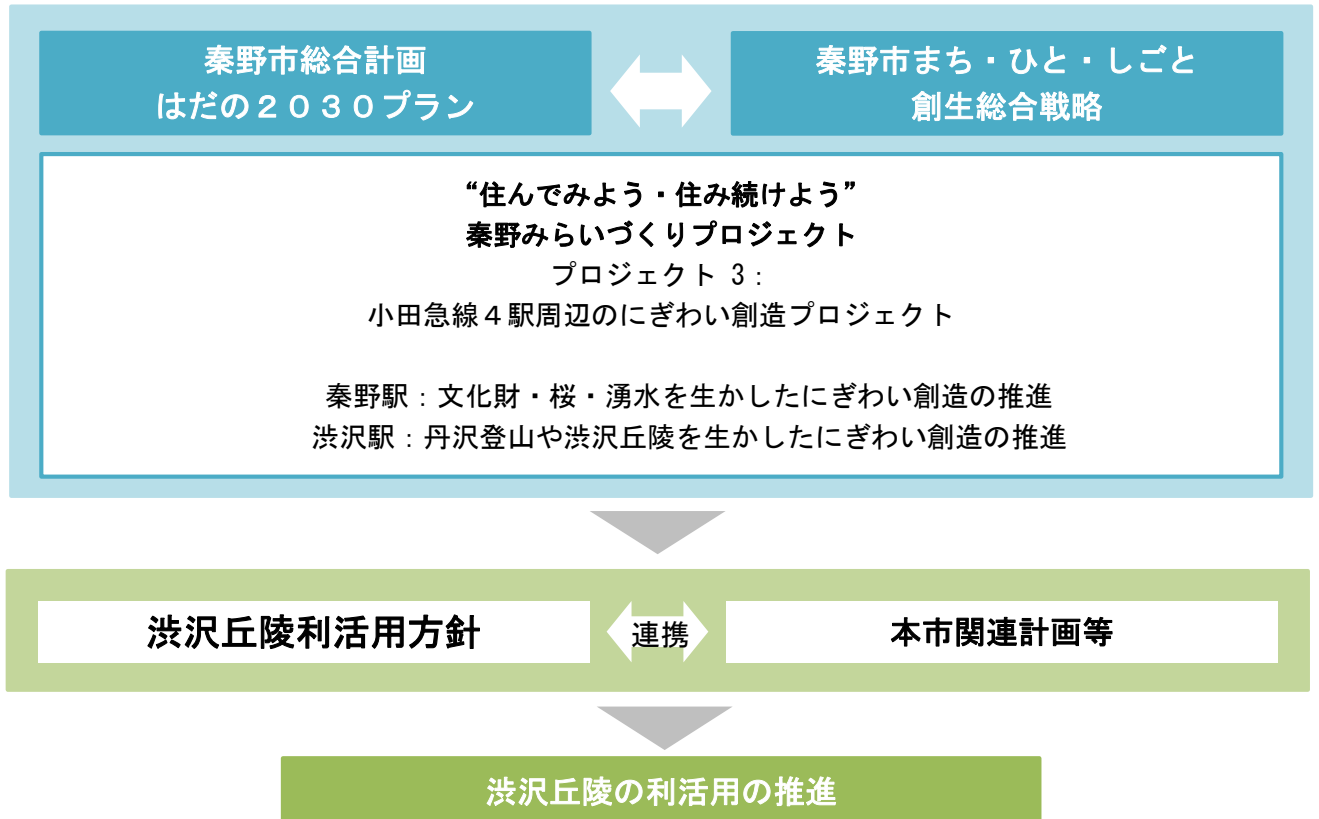 秦野市総合計画
はだの２０３０プラン
秦野市まち・ひと・しごと
創生総合戦略
“住んでみよう・住み続けよう”
秦野みらいづくりプロジェクト
プロジェクト 3：
小田急線４駅周辺のにぎわい創造プロジェクト
秦野駅：文化財・桜・湧水を生かしたにぎわい創造の推進
渋沢駅：丹沢登山や渋沢丘陵を生かしたにぎわい創造の推進
渋沢丘陵利活用方針
連携
本市関連計画等
渋沢丘陵の利活用の推進